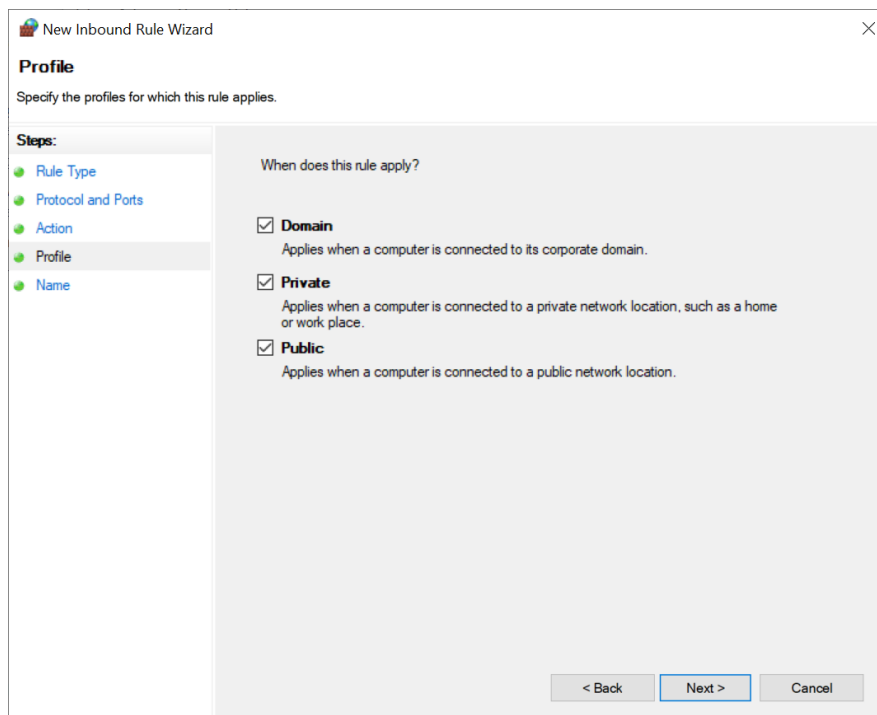 New Inbound Rule Wizard
Profile
Specify the profiles for which this rule applies.
Steps:
Rule Type
Protocol and Ports
Action
Profile
Name
When does this rule apply?
Domain
Applies when a computer is connected to its corporate domain.
Private
Applies when a computer is connected to a private network location, such as a home
or work place.
Public
Applies when a computer is connected to a public network location.
< Back
Next >
Cancel